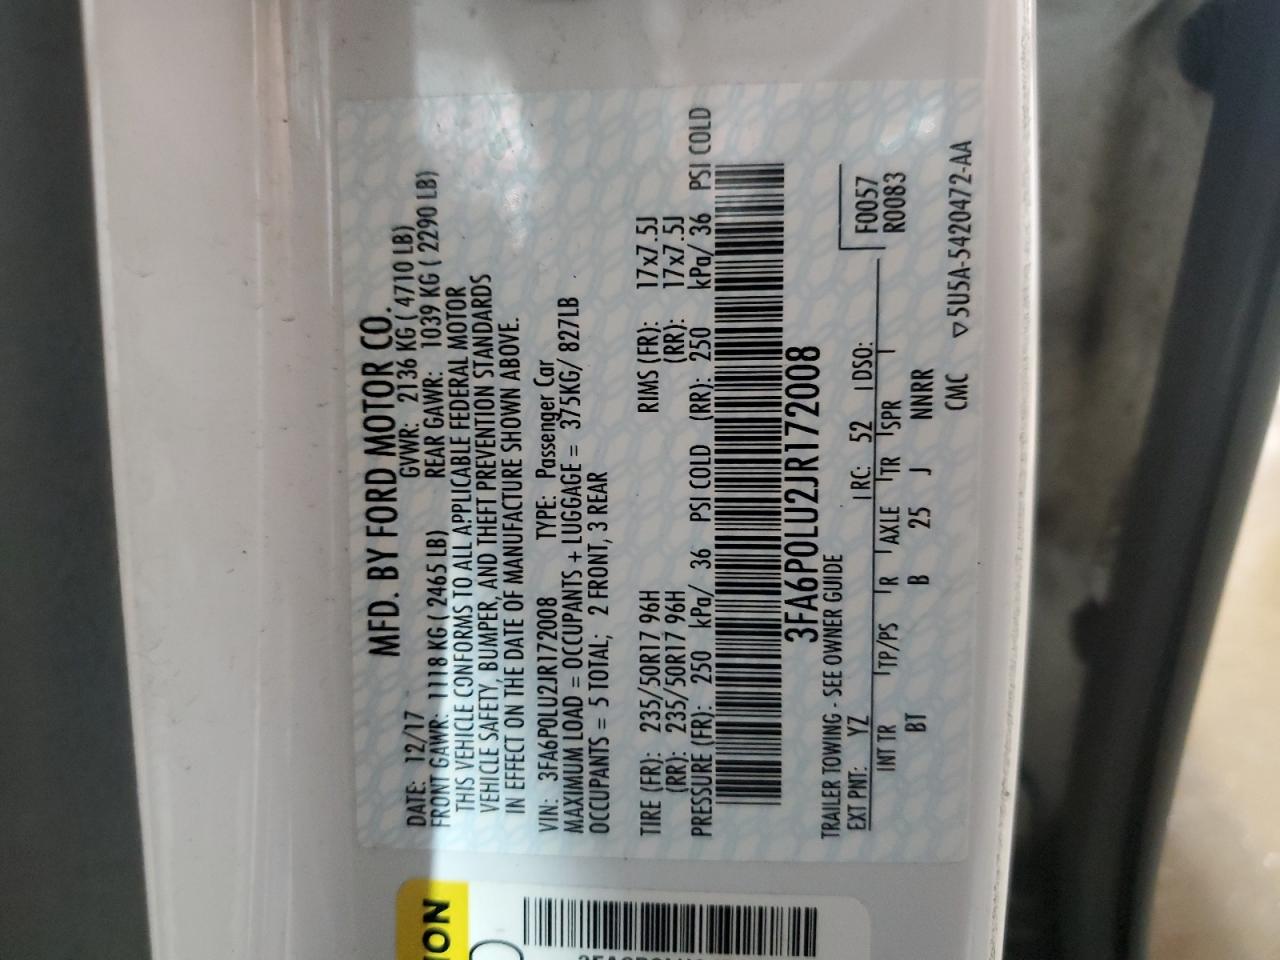 MFD. BY FORD MOTOR CO.
DATE: 12/17 GVWR: 2136 KG ( 4710 LB)
FRONT GAWR: 1118 KG ( 2465 LB) REAR GAWR: 1039 KG ( 2290 LB)
THIS VEHICLE CONFORMS TO ALL APPLICABLE FEDERAL MOTOR
VEHICLE SAFETY, BUMPER, AND THEFT PREVENTION STANDARDS
IN EFFECT ON THE DATE OF MANUFACTURE SHOWN ABOVE.
VIN: 3FA6P0LU2JR172008 TYPE: Passenger Car
MAXIMUM LOAD = OCCUPANTS + LUGGAGE = 375KG/ 827LB
OCCUPANTS = 5 TOTAL; 2 FRONT, 3 REAR
TIRE (FR): 235/50R17 96H RIMS (FR): 17x7.5J
(RR): 235/50R17 96H (RR): 17x7.5J
PRESSURE (FR): 250 kPa/ 36 PSI COLD (RR): 250 kPa/ 36 PSI COLD
3FA6P0LU2JR172008
TRAILER TOWING - SEE OWNER GUIDE
F0057
R0083
EXT PNT: YZ RC: 52 DSO:
INT TR TP/PS R AXLE TR SPR
BT B 25 J NNRR
CMC ▽5U5A-5420472-AA
ION